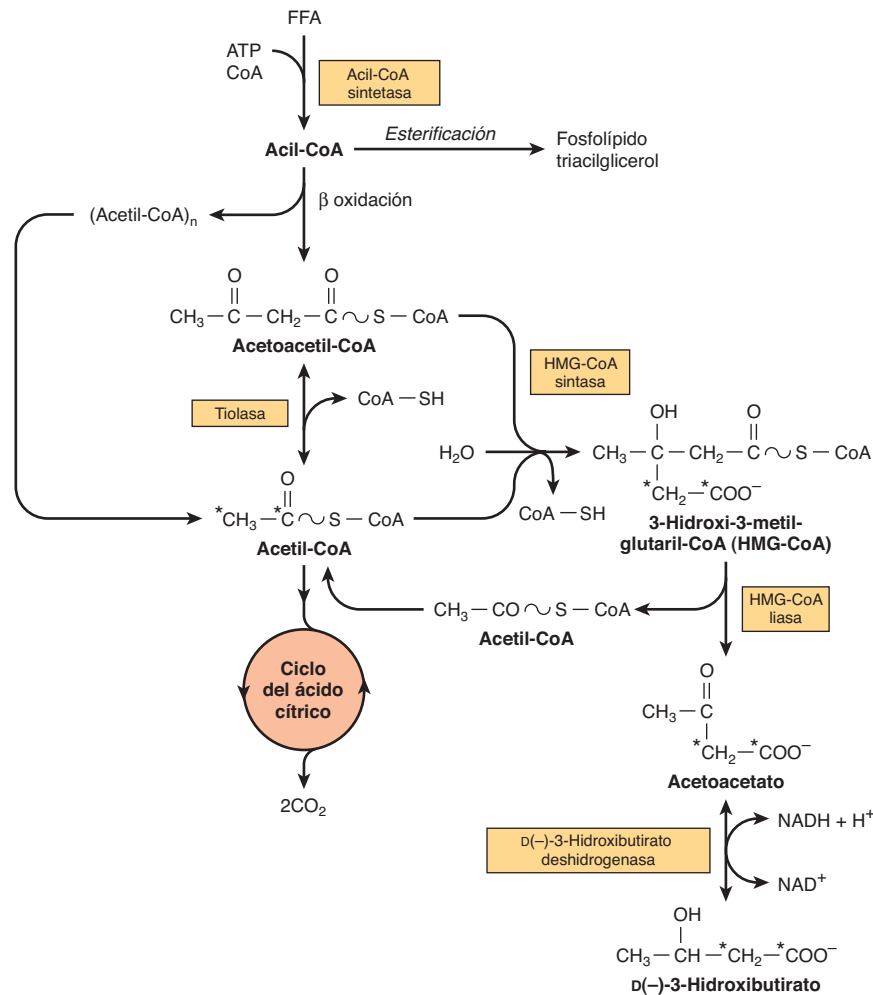 FFA
ATP
CoA
Acil-CoA
sintetasa
Acil-CoA
Esterificación
Fosfolípido
triacilglicerol
β oxidación
(Acetil-CoA)n
O
O
CH3—C—CH2—C~S—CoA
Acetoacetil-CoA
HMG-CoA
sintasa
Tiolasa
CoA—SH
H2O
OH
O
CH3—C—CH2—C~S—CoA
*CH2—*COO−
3-Hidroxi-3-metil-
glutaril-CoA (HMG-CoA)
O
*CH3—*C~S—CoA
Acetil-CoA
CoA—SH
CH3—CO~S—CoA
Acetil-CoA
HMG-CoA
liasa
Ciclo
del ácido
cítrico
2CO2
O
CH3—C
*CH2—*COO−
Acetoacetato
D(–)-3-Hidroxibutirato
deshidrogenasa
NADH + H+
NAD+
OH
CH3—CH—*CH2—*COO−
D(–)-3-Hidroxibutirato